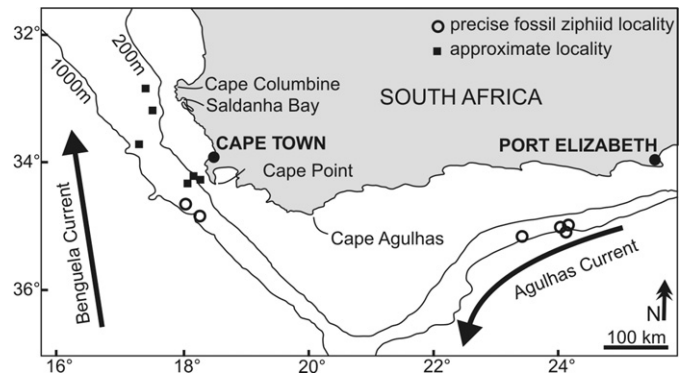 32°
34°
36°
16°
18°
20°
22°
24°
precise fossil ziphiid locality
approximate locality
200m
1000m
Cape Columbine
Saldanha Bay
SOUTH AFRICA
CAPE TOWN
PORT ELIZABETH
Cape Point
Cape Agulhas
Benguela Current
Agulhas Current
N
100 km